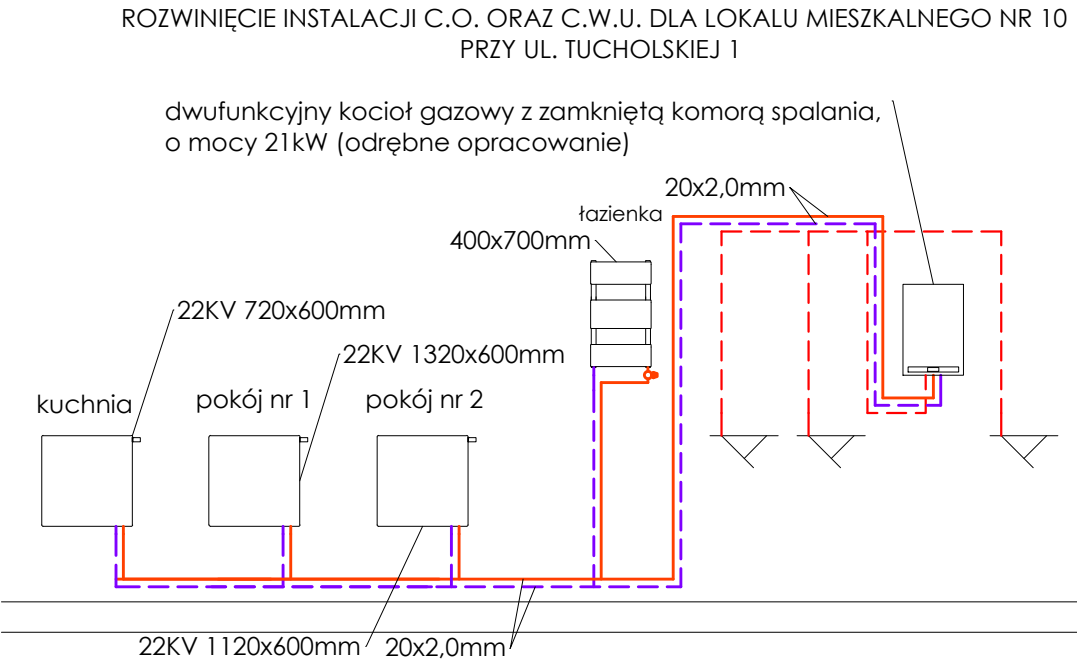 ROZWINIĘCIE INSTALACJI C.O. ORAZ C.W.U. DLA LOKALU MIESZKALNEGO NR 10
PRZY UL. TUCHOLSKIEJ 1
dwufunkcyjny kocioł gazowy z zamkniętą komorą spalania,
o mocy 21kW (odrębne opracowanie)
20x2,0mm
łazienka
400x700mm
22KV 720x600mm
22KV 1320x600mm
kuchnia
pokój nr 1
pokój nr 2
22KV 1120x600mm
20x2,0mm